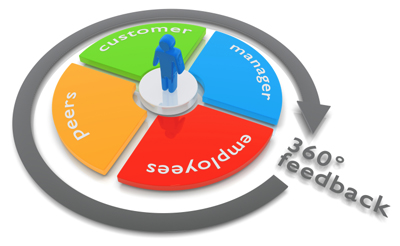 customer
manager
peers
employees
360°
feedback